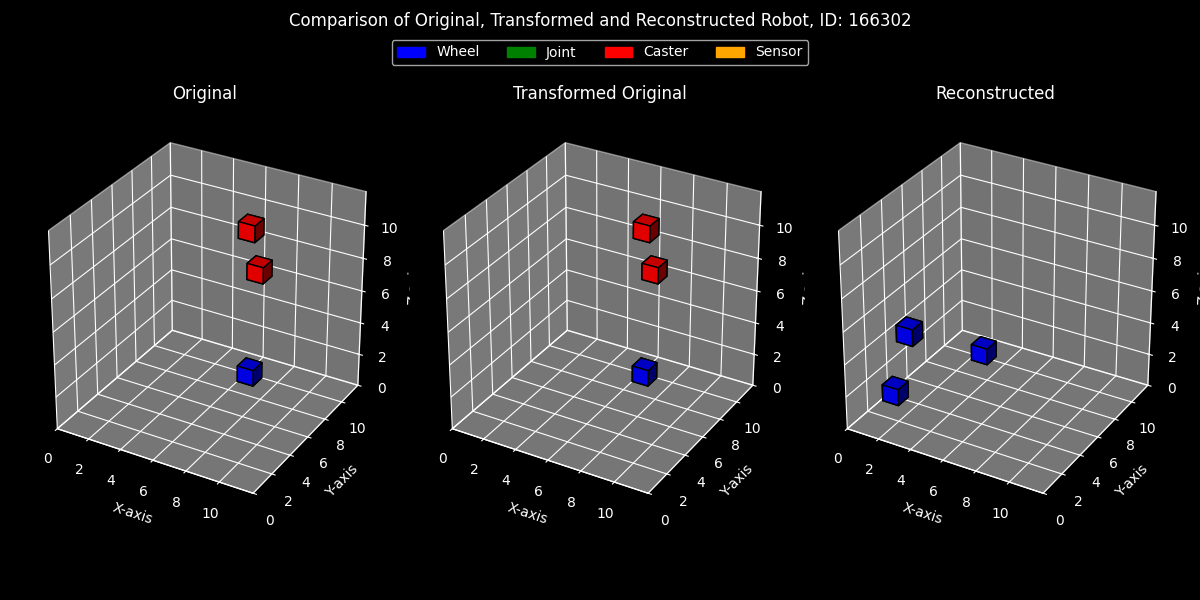 Comparison of Original, Transformed and Reconstructed Robot, ID: 166302
Wheel Joint Caster Sensor
Original Transformed Original Reconstructed
10 10 10
8 8 8
6 6 6
4 4 4
2 2 2
0 0 0
0 2 4 6 8 10 0 2 4 6 8 10 0 2 4 6 8 10
X-axis X-axis X-axis
0 2 4 6 8 10 0 2 4 6 8 10 0 2 4 6 8 10
Y-axis Y-axis Y-axis